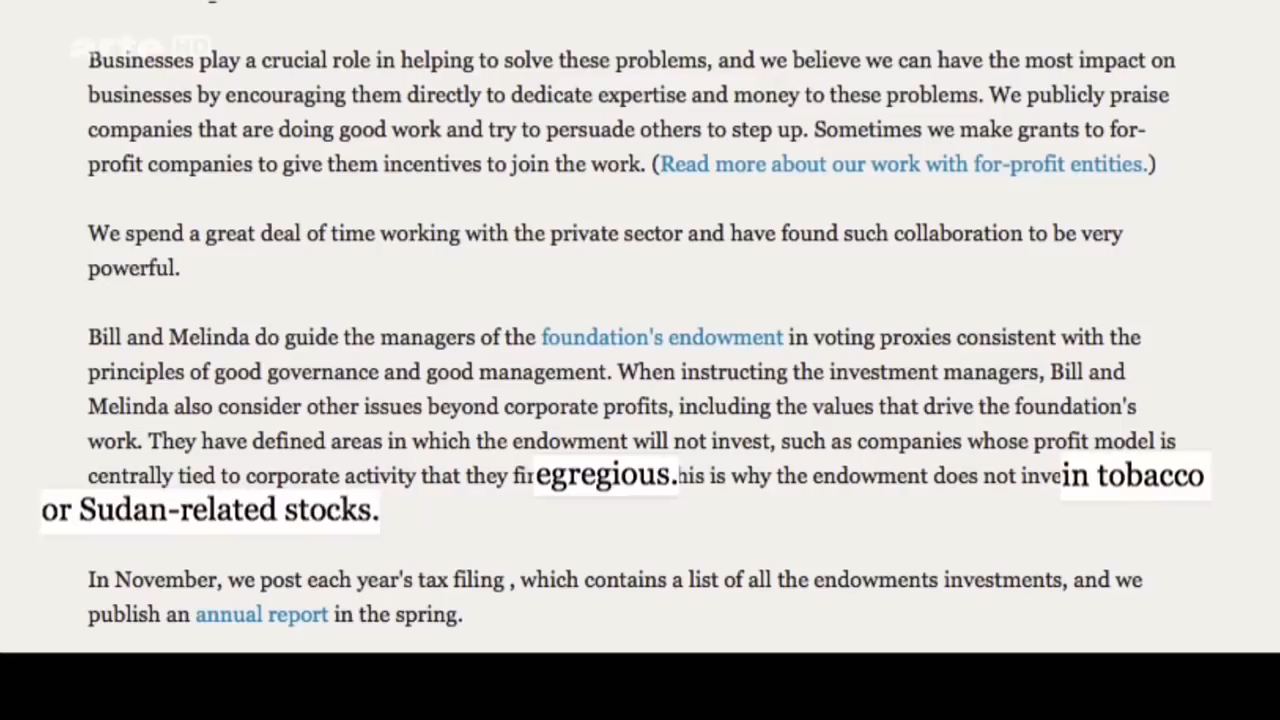 arte HD
Businesses play a crucial role in helping to solve these problems, and we believe we can have the most impact on
businesses by encouraging them directly to dedicate expertise and money to these problems. We publicly praise
companies that are doing good work and try to persuade others to step up. Sometimes we make grants to for-
profit companies to give them incentives to join the work. (Read more about our work with for-profit entities.)
We spend a great deal of time working with the private sector and have found such collaboration to be very
powerful.
Bill and Melinda do guide the managers of the foundation's endowment in voting proxies consistent with the
principles of good governance and good management. When instructing the investment managers, Bill and
Melinda also consider other issues beyond corporate profits, including the values that drive the foundation's
work. They have defined areas in which the endowment will not invest, such as companies whose profit model is
centrally tied to corporate activity that they fin egregious. his is why the endowment does not inve in tobacco
or Sudan-related stocks.
In November, we post each year's tax filing , which contains a list of all the endowments investments, and we
publish an annual report in the spring.